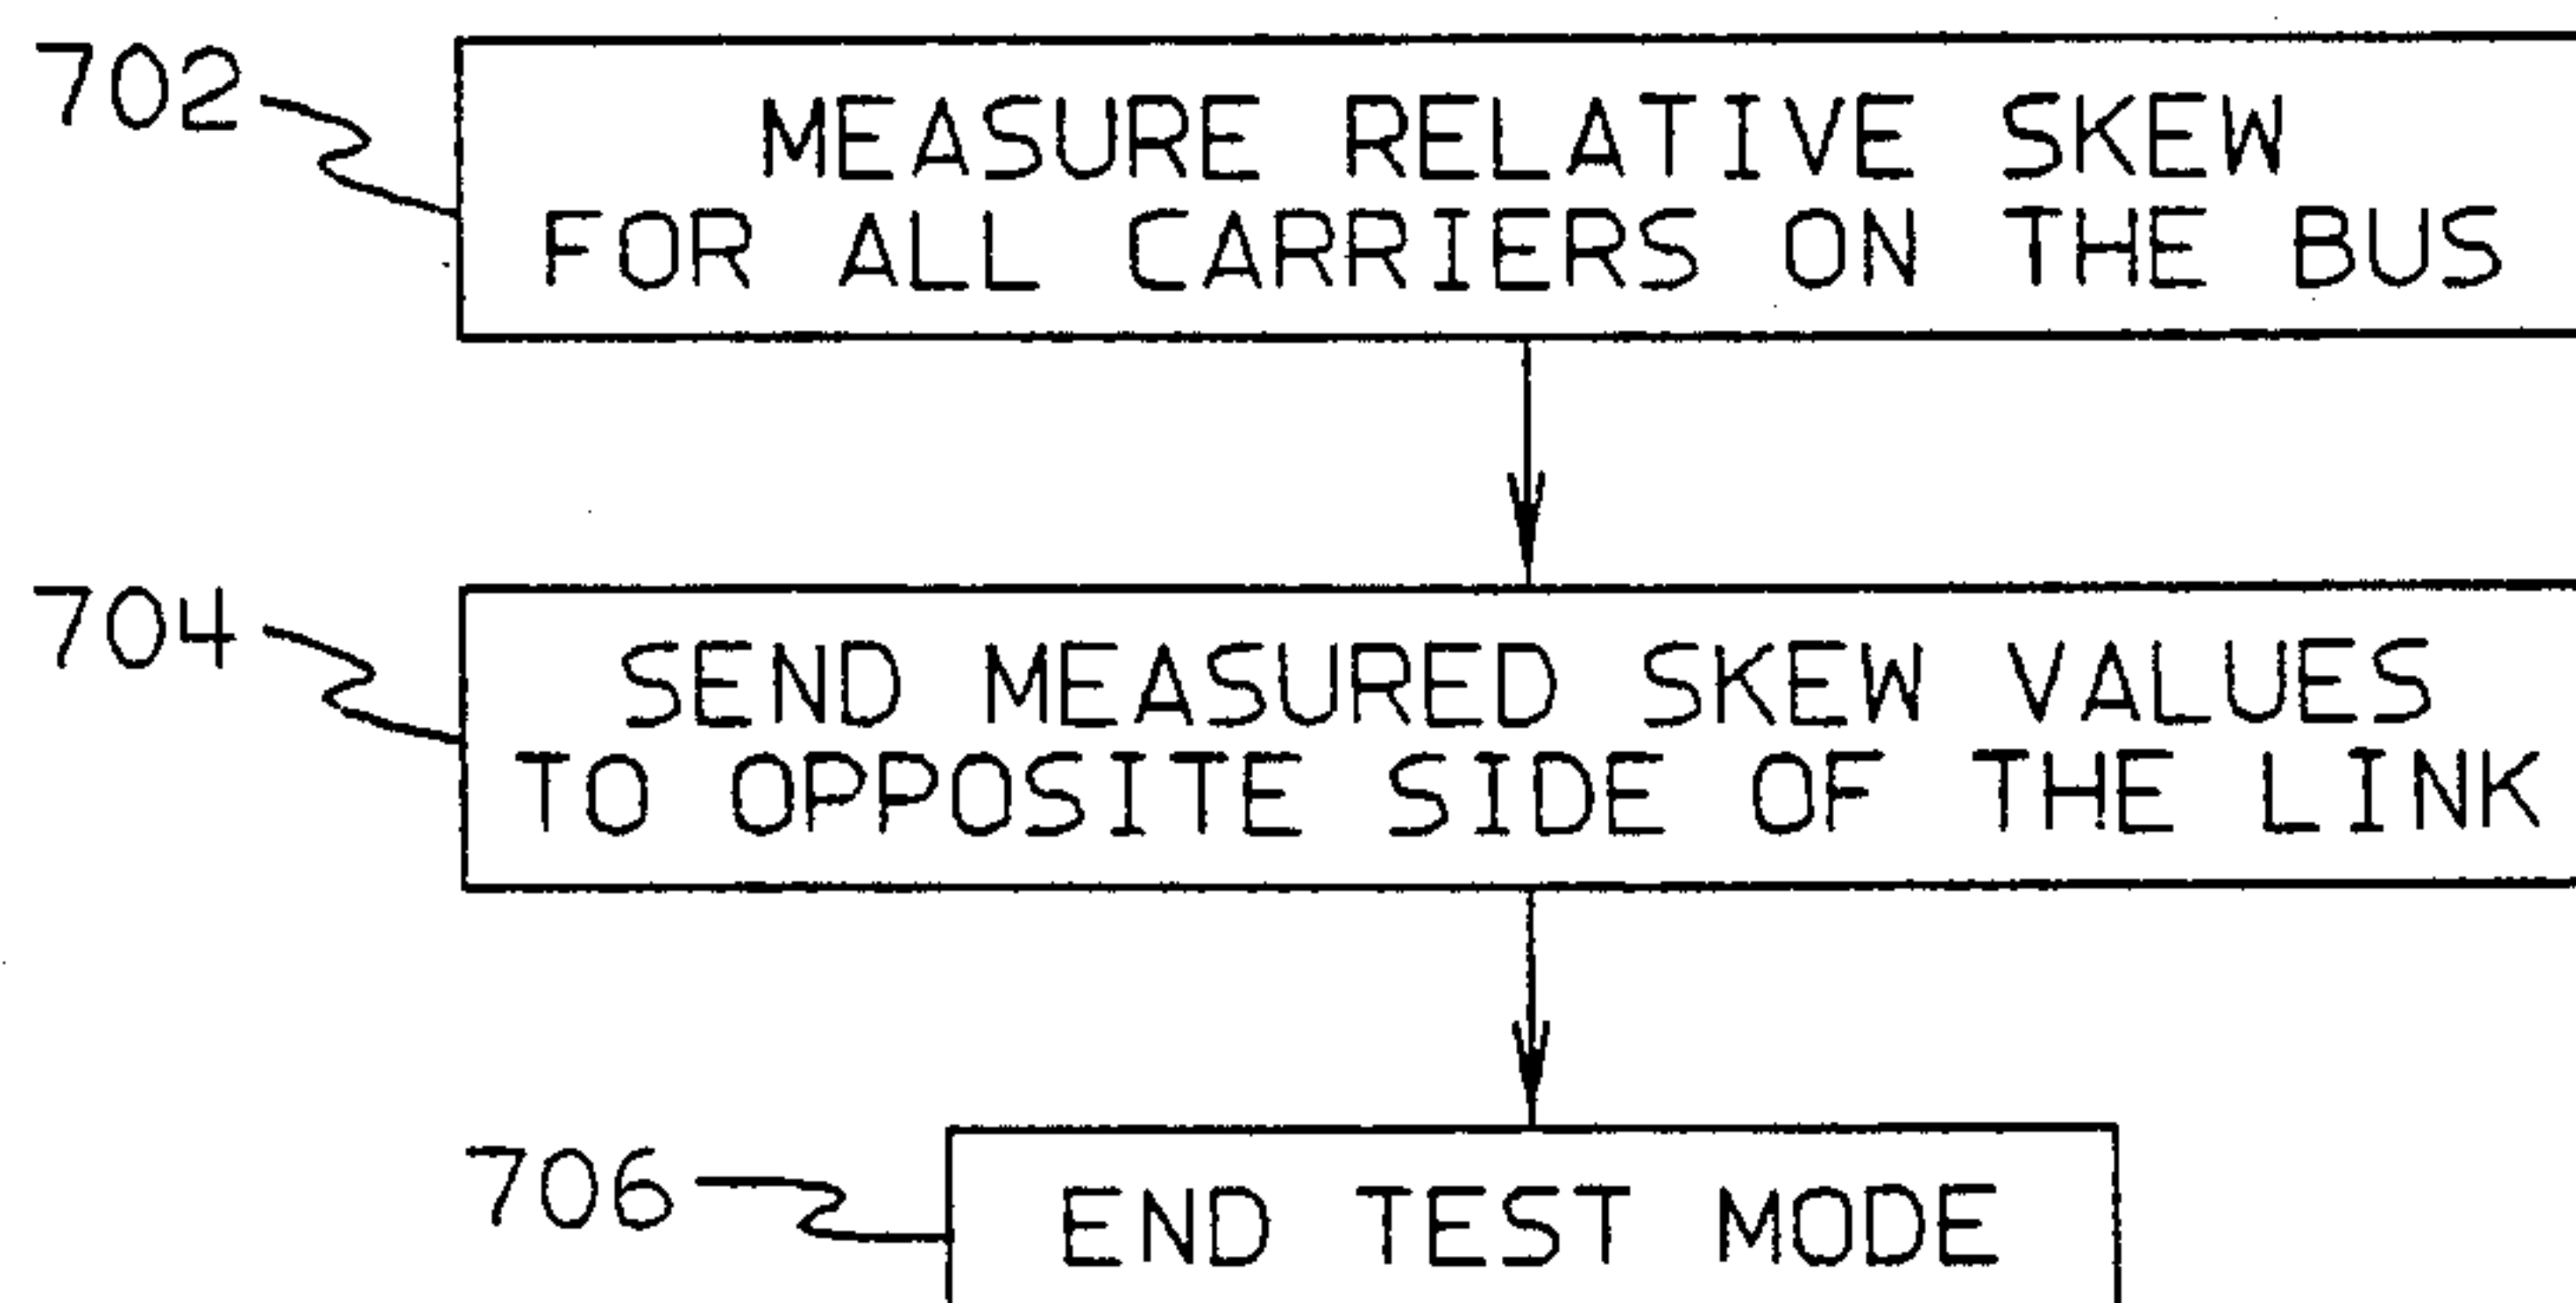 702
MEASURE RELATIVE SKEW
FOR ALL CARRIERS ON THE BUS
704
SEND MEASURED SKEW VALUES
TO OPPOSITE SIDE OF THE LINK
706
END TEST MODE